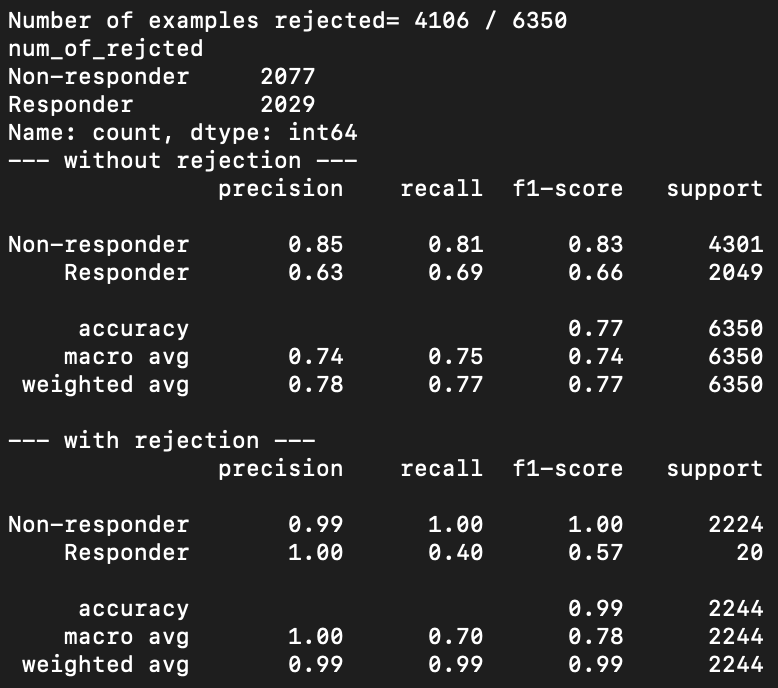 Number of examples rejected= 4106 / 6350
num_of_rejcted
Non-responder     2077
Responder         2029
Name: count, dtype: int64
--- without rejection ---
               precision    recall  f1-score   support

Non-responder       0.85      0.81      0.83      4301
    Responder       0.63      0.69      0.66      2049

     accuracy                           0.77      6350
    macro avg       0.74      0.75      0.74      6350
 weighted avg       0.78      0.77      0.77      6350

--- with rejection ---
               precision    recall  f1-score   support

Non-responder       0.99      1.00      1.00      2224
    Responder       1.00      0.40      0.57        20

     accuracy                           0.99      2244
    macro avg       1.00      0.70      0.78      2244
 weighted avg       0.99      0.99      0.99      2244